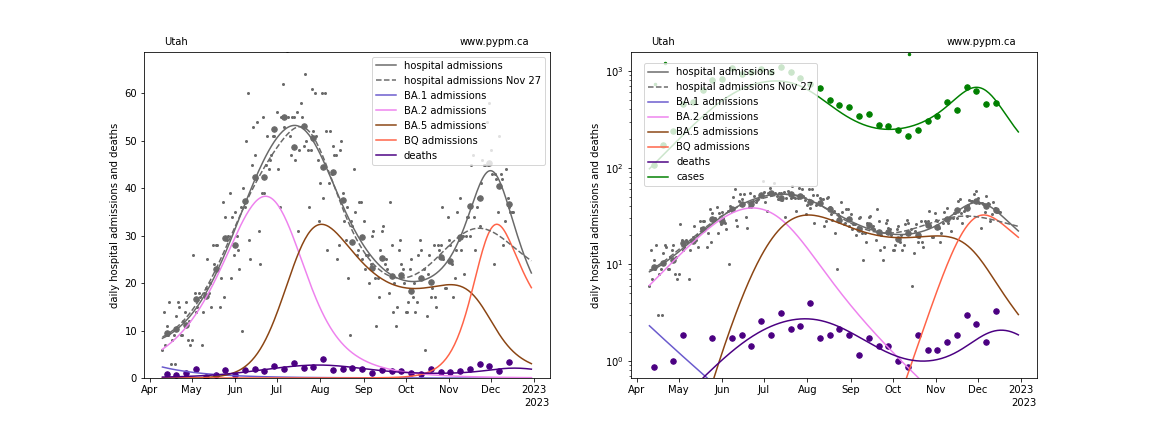 Utah www.pypm.ca
daily hospital admissions and deaths
60
50
40
30
20
10
0
hospital admissions
hospital admissions Nov 27
BA.1 admissions
BA.2 admissions
BA.5 admissions
BQ admissions
deaths
Apr May Jun Jul Aug Sep Oct Nov Dec 2023
2023
Utah www.pypm.ca
daily hospital admissions and deaths
10³
10²
10¹
10⁰
hospital admissions
hospital admissions Nov 27
BA.1 admissions
BA.2 admissions
BA.5 admissions
BQ admissions
deaths
cases
Apr May Jun Jul Aug Sep Oct Nov Dec 2023
2023